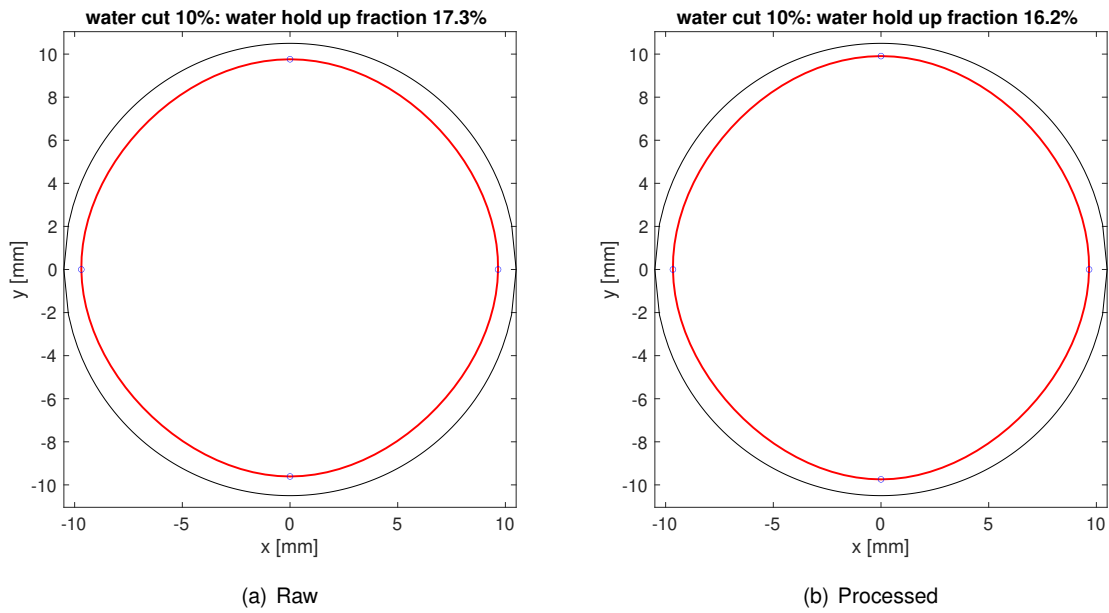 water cut 10%: water hold up fraction 17.3%
10
8
6
4
2
0
-2
-4
-6
-8
-10
y [mm]
-10 -5 0 5 10
x [mm]
(a) Raw
water cut 10%: water hold up fraction 16.2%
10
8
6
4
2
0
-2
-4
-6
-8
-10
y [mm]
-10 -5 0 5 10
x [mm]
(b) Processed